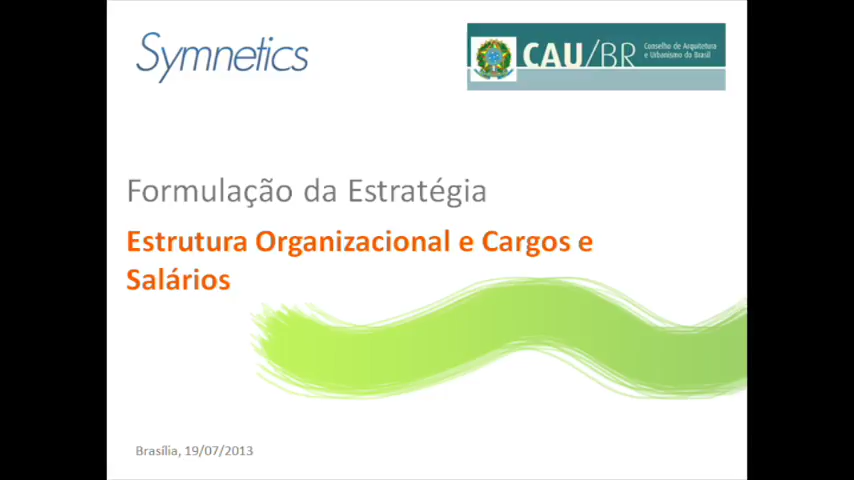 Symnetics
CAU/BR
Conselho de Arquitetura
e Urbanismo do Brasil
Formulação da Estratégia
Estrutura Organizacional e Cargos e
Salários
Brasília, 19/07/2013